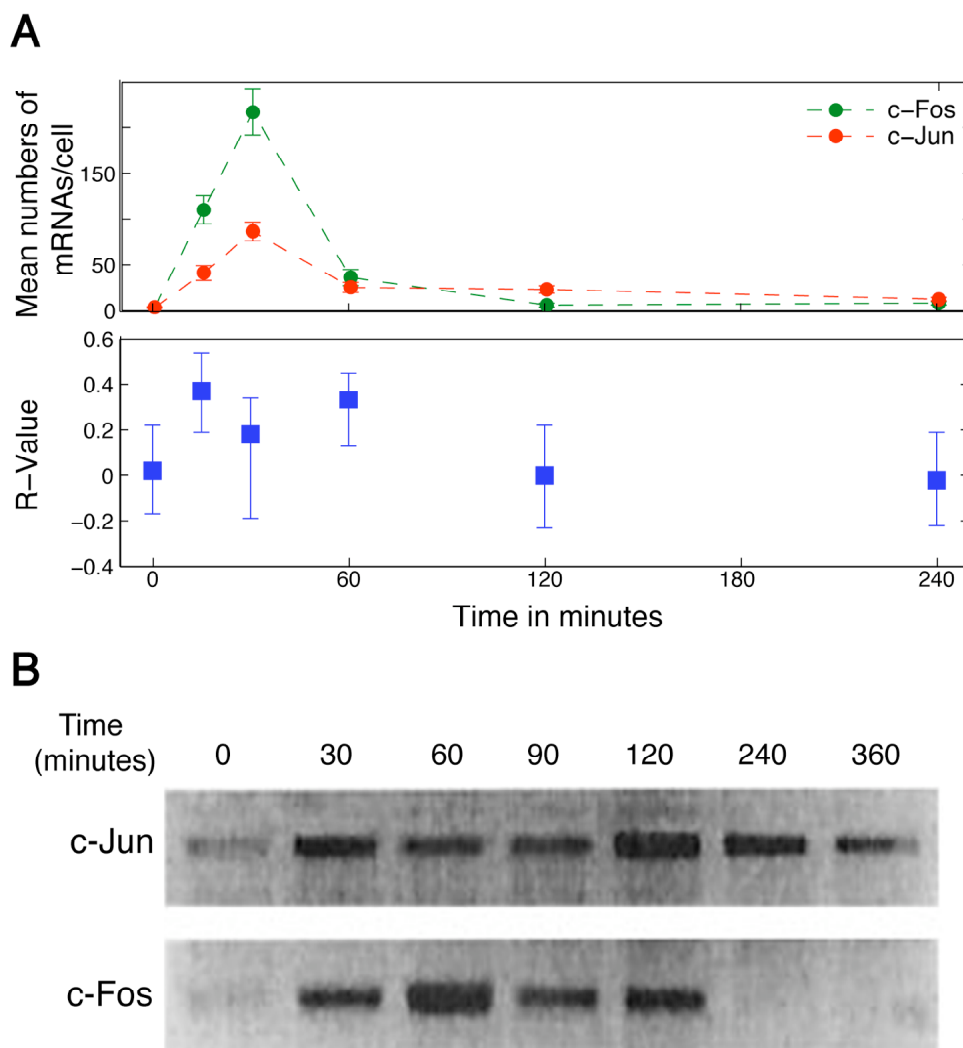 A
Mean numbers of
mRNAs/cell
150
50
0
c-Fos
c-Jun
R-Value
0.6
0.4
0.2
0
-0.2
-0.4
0 60 120 180 240
Time in minutes
B
Time
(minutes) 0 30 60 90 120 240 360
c-Jun
c-Fos